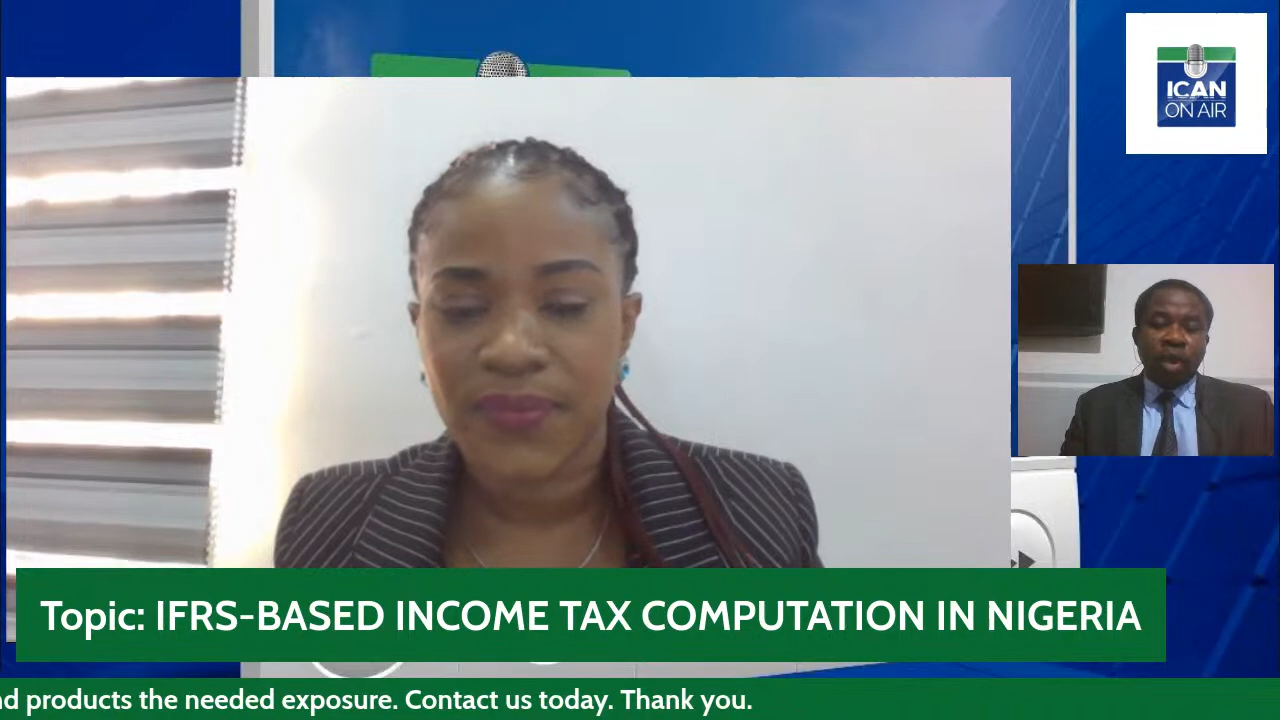 ICAN
ON AIR
Topic: IFRS-BASED INCOME TAX COMPUTATION IN NIGERIA
products the needed exposure. Contact us today. Thank you.